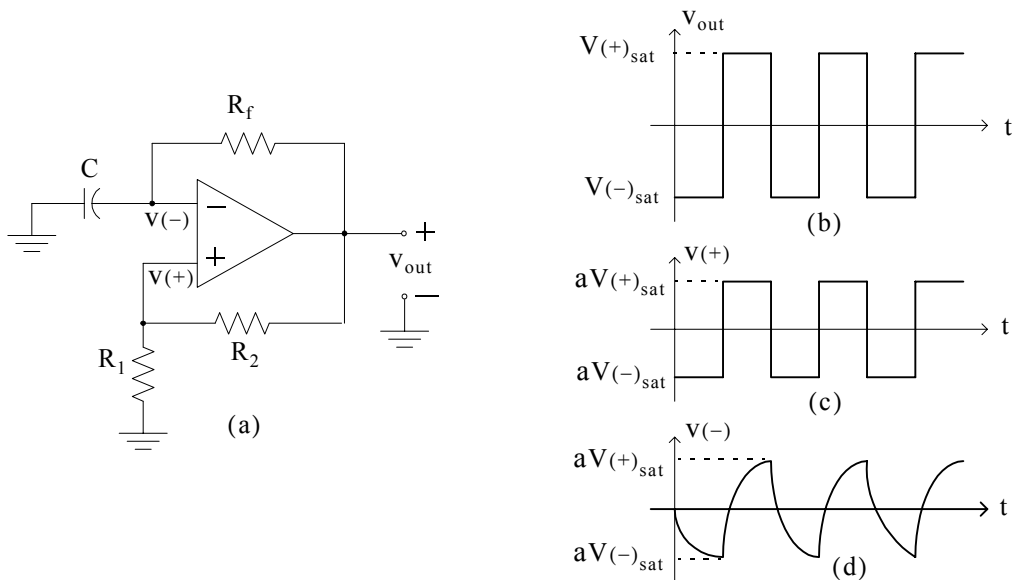 R_f
C
v(−)
−
+
v(+)
+
v_out
−
R_2
R_1
(a)
v_out
V(+)_sat
t
V(−)_sat
(b)
v(+)
aV(+)_sat
t
aV(−)_sat
(c)
v(−)
aV(+)_sat
t
aV(−)_sat
(d)